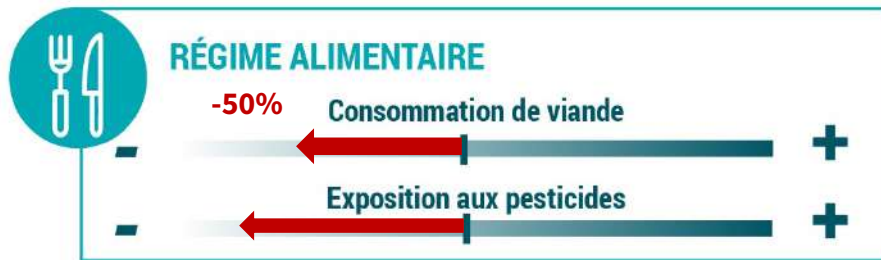 RÉGIME ALIMENTAIRE
-50%
Consommation de viande
- +
Exposition aux pesticides
- +